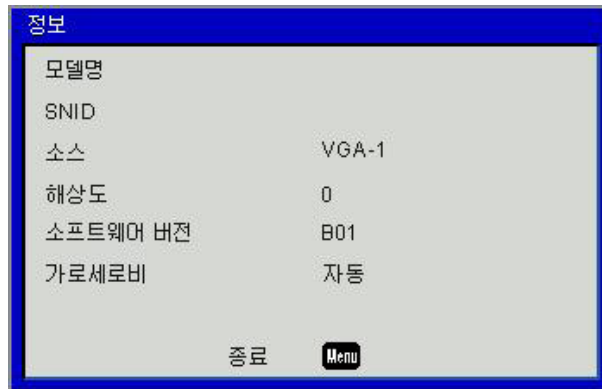 정보
모델명
SNID
소스 VGA-1
해상도 0
소프트웨어 버전 B01
가로세로비 자동
종료 Menu